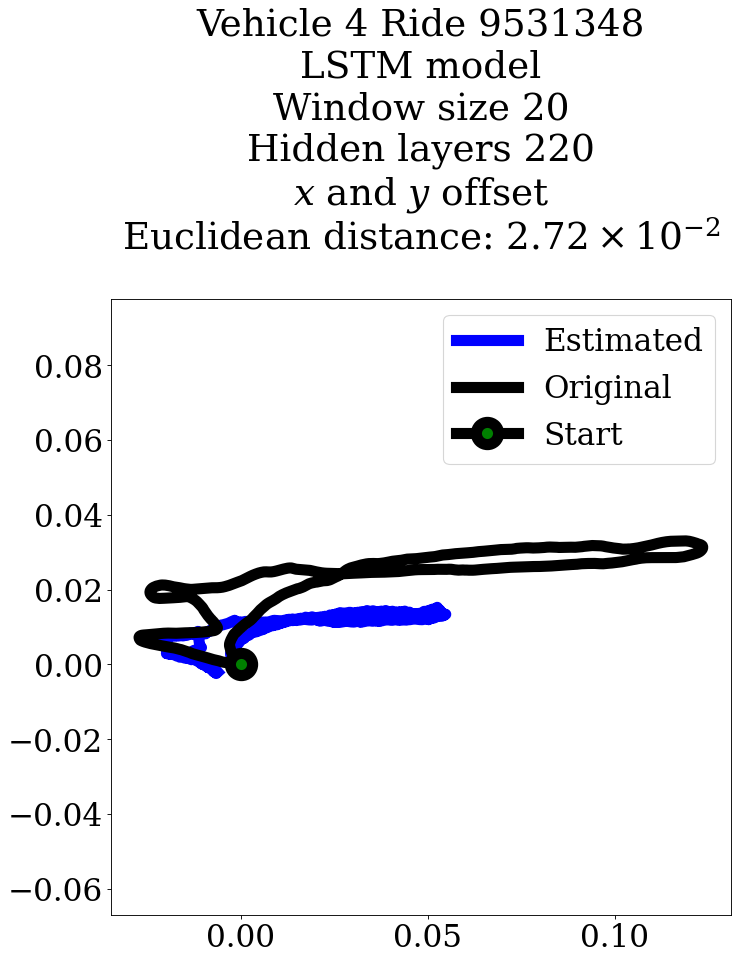 Vehicle 4 Ride 9531348
LSTM model
Window size 20
Hidden layers 220
x and y offset
Euclidean distance: 2.72 × 10⁻²
Estimated
Original
Start
0.08
0.06
0.04
0.02
0.00
−0.02
−0.04
−0.06
0.00 0.05 0.10